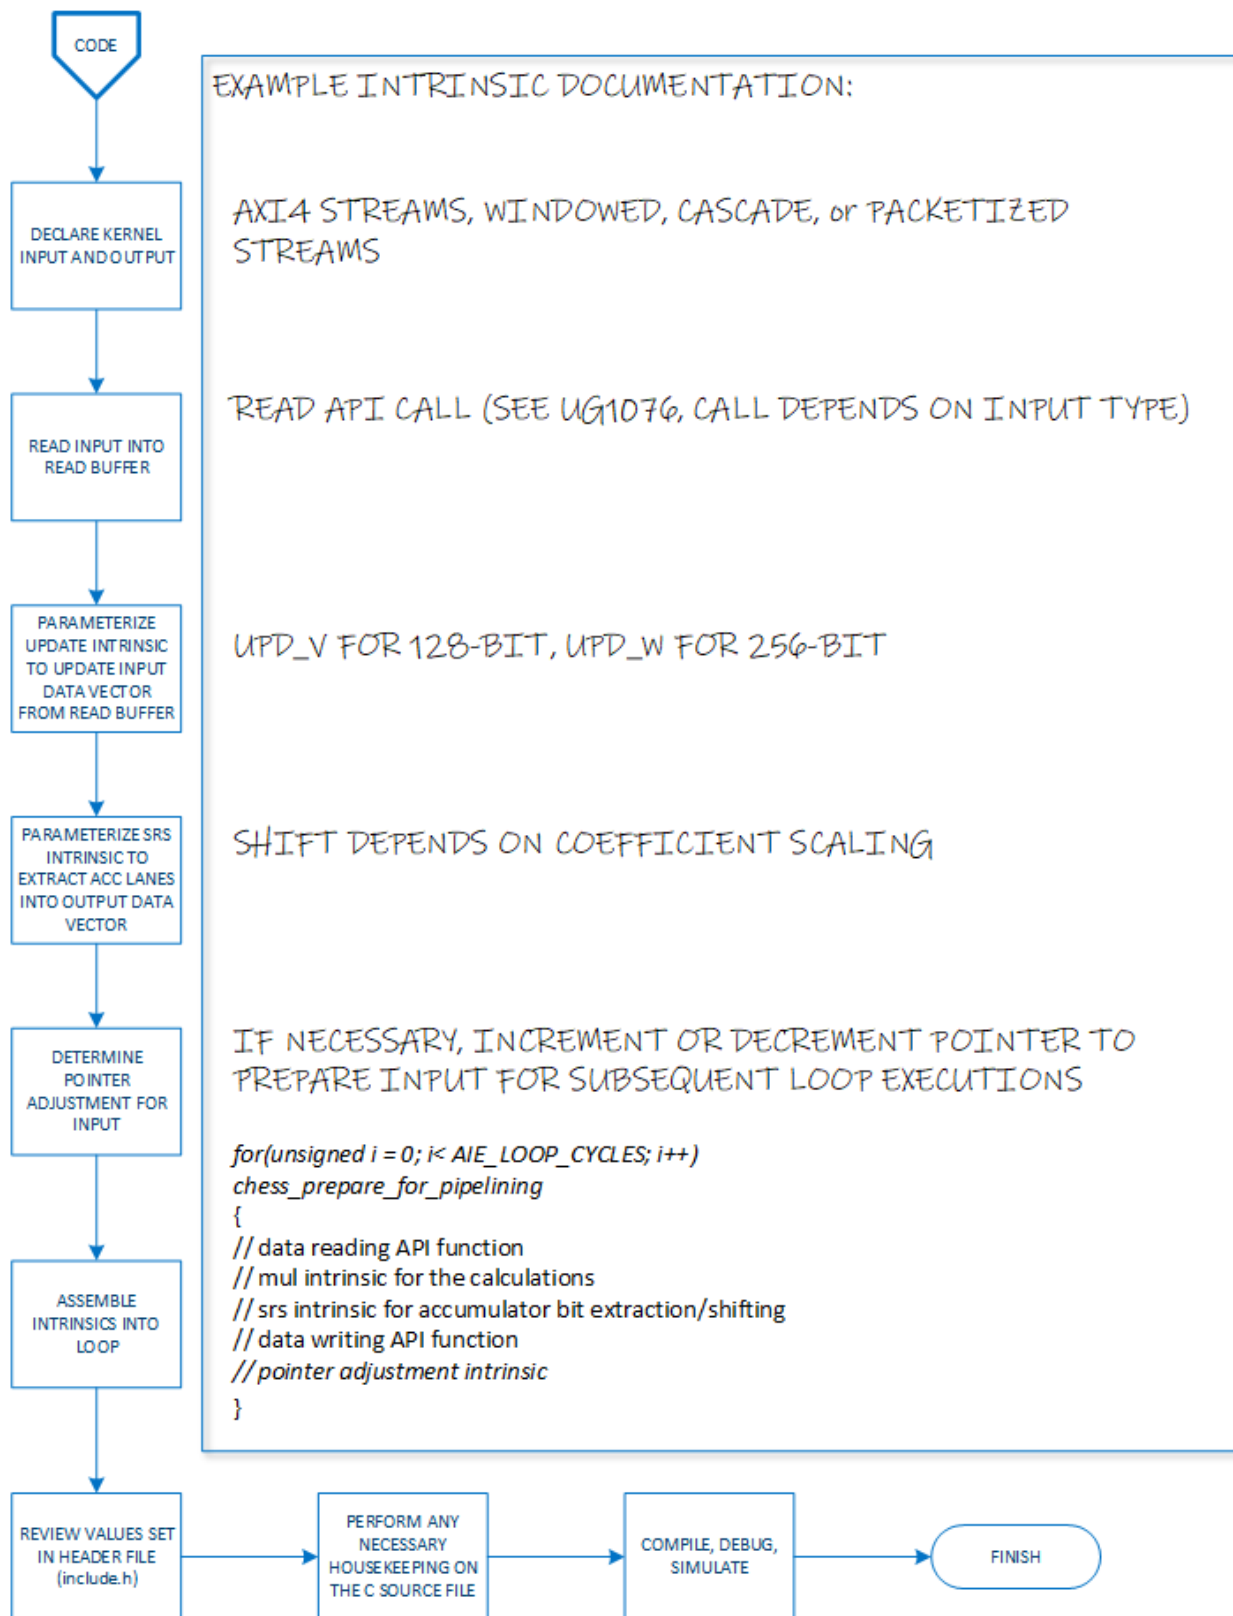 CODE
EXAMPLE INTRINSIC DOCUMENTATION:
DECLARE KERNEL
INPUT AND OUTPUT
AXI4 STREAMS, WINDOWED, CASCADE, or PACKETIZED
STREAMS
READ INPUT INTO
READ BUFFER
READ API CALL (SEE UG1076, CALL DEPENDS ON INPUT TYPE)
PARAMETERIZE
UPDATE INTRINSIC
TO UPDATE INPUT
DATA VECTOR
FROM READ BUFFER
UPD_V FOR 128-BIT, UPD_W FOR 256-BIT
PARAMETERIZE SRS
INTRINSIC TO
EXTRACT ACC LANES
INTO OUTPUT DATA
VECTOR
SHIFT DEPENDS ON COEFFICIENT SCALING
DETERMINE
POINTER
ADJUSTMENT FOR
INPUT
IF NECESSARY, INCREMENT OR DECREMENT POINTER TO
PREPARE INPUT FOR SUBSEQUENT LOOP EXECUTIONS
for(unsigned i = 0; i< AIE_LOOP_CYCLES; i++)
chess_prepare_for_pipelining
{
// data reading API function
// mul intrinsic for the calculations
// srs intrinsic for accumulator bit extraction/shifting
// data writing API function
// pointer adjustment intrinsic
}
ASSEMBLE
INTRINSICS INTO
LOOP
REVIEW VALUES SET
IN HEADER FILE
(include.h)
PERFORM ANY
NECESSARY
HOUSEKEEPING ON
THE C SOURCE FILE
COMPILE, DEBUG,
SIMULATE
FINISH